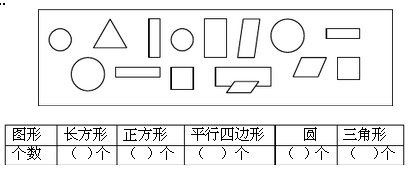 ..
图形 长方形 正方形 平行四边形 圆 三角形
个数 ( )个 ( )个 ( )个 ( )个 ( )个